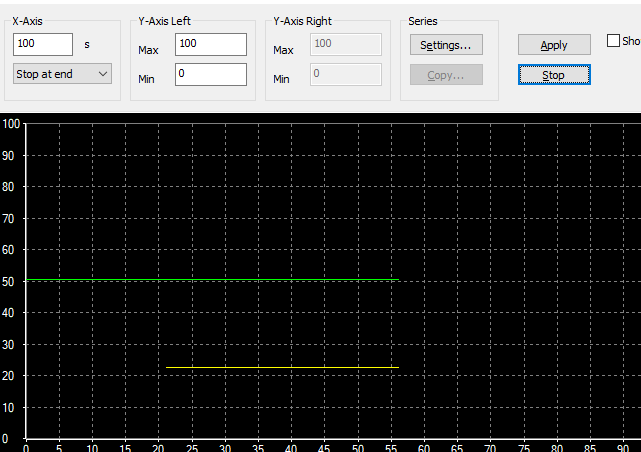 X-Axis Y-Axis Left Y-Axis Right Series
100 s Max 100 Max 100 Settings... Apply Sho
Stop at end Min 0 Min 0 Copy... Stop
100
90
80
70
60
50
40
30
20
10
0
0 5 10 15 20 25 30 35 40 45 50 55 60 65 70 75 80 85 90